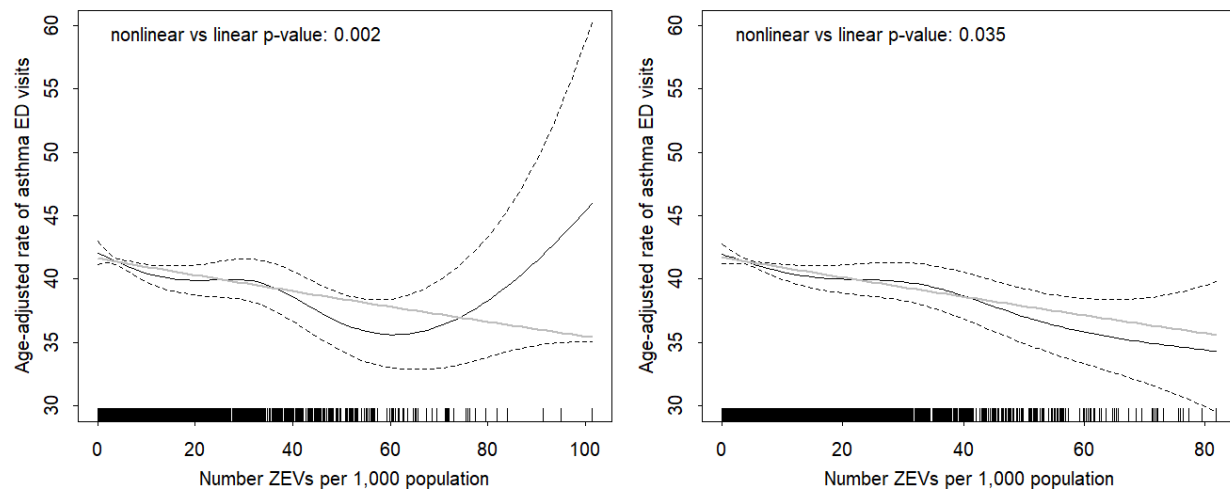 nonlinear vs linear p-value: 0.002
Age-adjusted rate of asthma ED visits
60
55
50
45
40
35
30
0 20 40 60 80 100
Number ZEVs per 1,000 population
nonlinear vs linear p-value: 0.035
Age-adjusted rate of asthma ED visits
60
55
50
45
40
35
30
0 20 40 60 80
Number ZEVs per 1,000 population